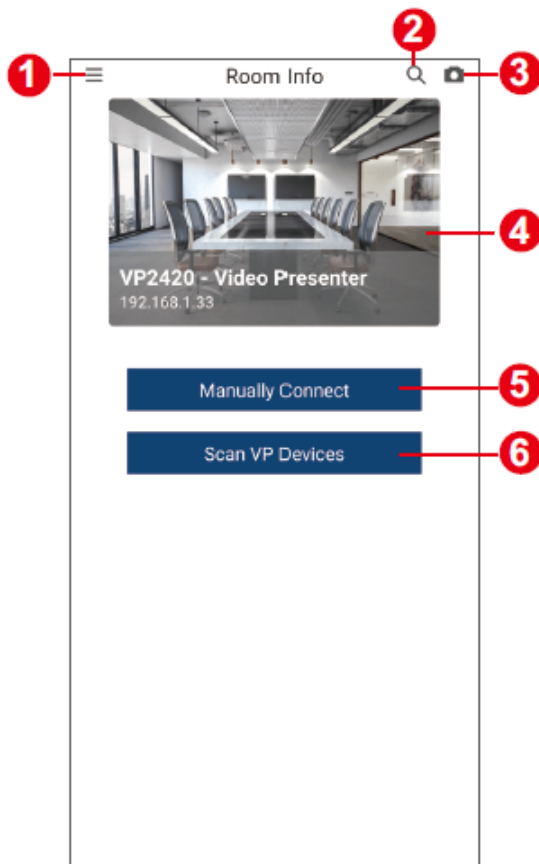 2
1
Room Info
3
4
VP2420 - Video Presenter
192.168.1.33
Manually Connect
5
Scan VP Devices
6